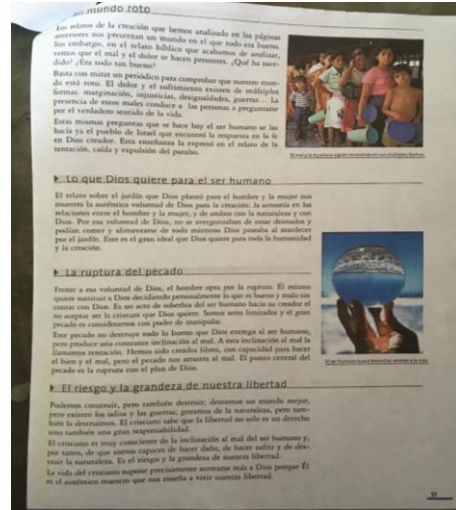 mundo roto
Los relatos de la creación que hemos analizado en las páginas
anteriores nos presentan un mundo en el que todo era bueno.
Sin embargo, en el relato bíblico que acabamos de analizar,
vemos que el mal y el dolor se hacen presentes. ¿Qué ha suce-
dido? ¿Era todo tan bueno?
Basta con mirar un periódico para comprobar que nuestro mun-
do está roto. El dolor y el sufrimiento existen de múltiples
formas: marginación, injusticias, desigualdades, guerras... La
presencia de estos males conduce a las personas a preguntarse
por el verdadero sentido de la vida.
Estas mismas preguntas que se hace hoy el ser humano se las
hacía ya el pueblo de Israel que encontró la respuesta en la fe
en Dios creador. Esta enseñanza la expresó en el relato de la
tentación, caída y expulsión del paraíso.
El mal y la injusticia siguen existiendo en sus múltiples formas.
Lo que Dios quiere para el ser humano
El relato sobre el jardín que Dios plantó para el hombre y la mujer nos
muestra la auténtica voluntad de Dios para la creación: la armonía en las
relaciones entre el hombre y la mujer, y de ambos con la naturaleza y con
Dios. Por esa voluntad de Dios, no se avergonzaban de estar desnudos y
podían comer y alimentarse de todo mientras Dios paseaba al atardecer
por el jardín. Este es el gran ideal que Dios quiere para toda la humanidad
y la creación.
La ruptura del pecado
Frente a esa voluntad de Dios, el hombre opta por la ruptura. Él mismo
quiere sustituir a Dios decidiendo personalmente lo que es bueno y malo sin
contar con Dios. Es un acto de soberbia del ser humano hacia su creador el
no aceptar ser la criatura que Dios quiere. Somos seres limitados y el gran
pecado es considerarnos con poder de manipular.
Este pecado no destruye todo lo bueno que Dios entrega al ser humano,
pero produce una constante inclinación al mal. A esta inclinación al mal la
llamamos tentación. Hemos sido creados libres, con capacidad para hacer
el bien y el mal, pero el pecado nos arrastra al mal. El punto central del
pecado es la ruptura con el plan de Dios.
El ser humano busca encontrar sentido a la vida.
El riesgo y la grandeza de nuestra libertad
Podemos construir, pero también destruir; deseamos un mundo mejor,
pero existen los odios y las guerras; gozamos de la naturaleza, pero tam-
bién la destruimos. El cristiano sabe que la libertad no solo es un derecho
sino también una gran responsabilidad.
El cristiano es muy consciente de la inclinación al mal del ser humano y,
por tanto, de que somos capaces de hacer daño, de hacer sufrir y de des-
truir la naturaleza. Es el riesgo y la grandeza de nuestra libertad.
La vida del cristiano supone precisamente acercarse más a Dios porque Él
es el auténtico maestro que nos enseña a vivir nuestra libertad.